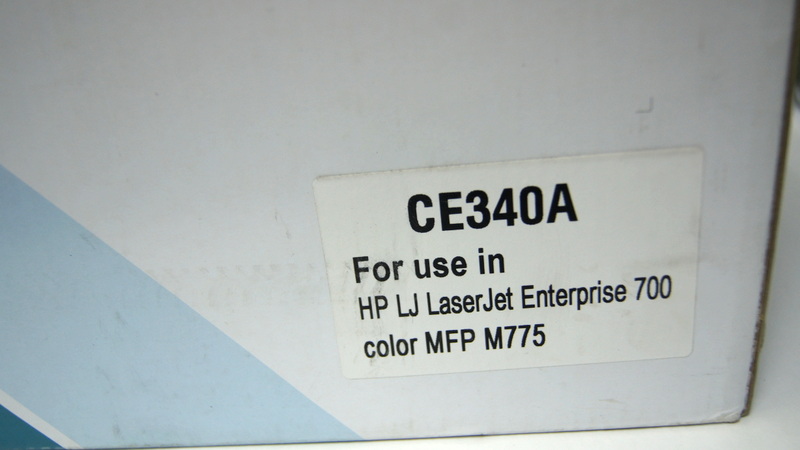 CE340A
For use in
HP LJ LaserJet Enterprise 700
color MFP M775